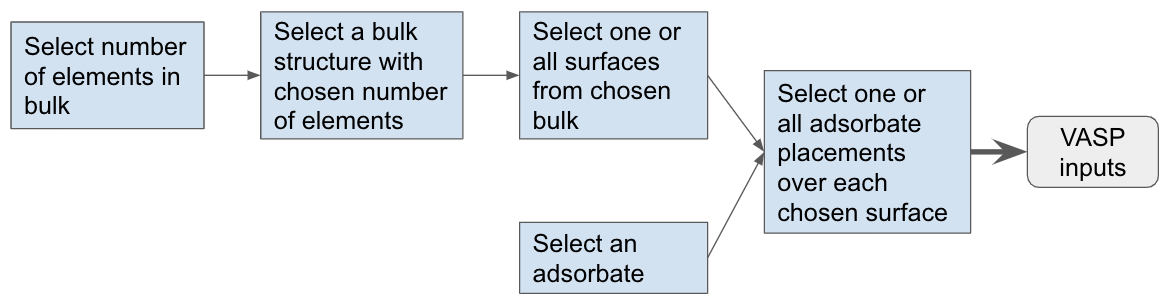 Select number
of elements in
bulk
Select a bulk
structure with
chosen number
of elements
Select one or
all surfaces
from chosen
bulk
Select an
adsorbate
Select one or
all adsorbate
placements
over each
chosen surface
VASP
inputs